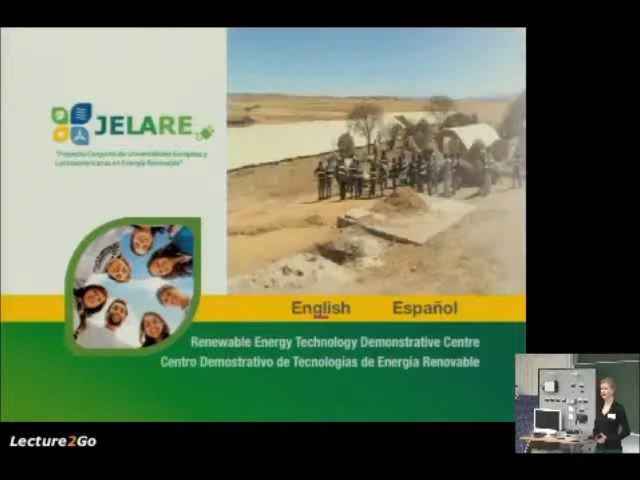 JELARE
"Proyecto Conjunto de Universidades Europeas y
Latinoamericanas en Energía Renovable"
English Español
Renewable Energy Technology Demonstrative Centre
Centro Demostrativo de Tecnologías de Energía Renovable
Lecture2Go